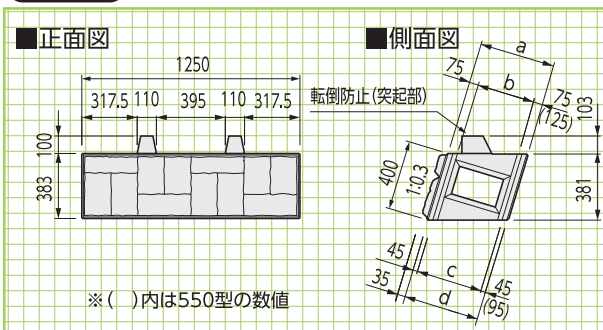 ■正面図
1250
317.5 110 395 110 317.5
100
383
※( )内は550型の数値
■側面図
a
75 b 75
(125)
103
転倒防止(突起部)
400
1:0.3
381
45 c 45
(95)
35 d